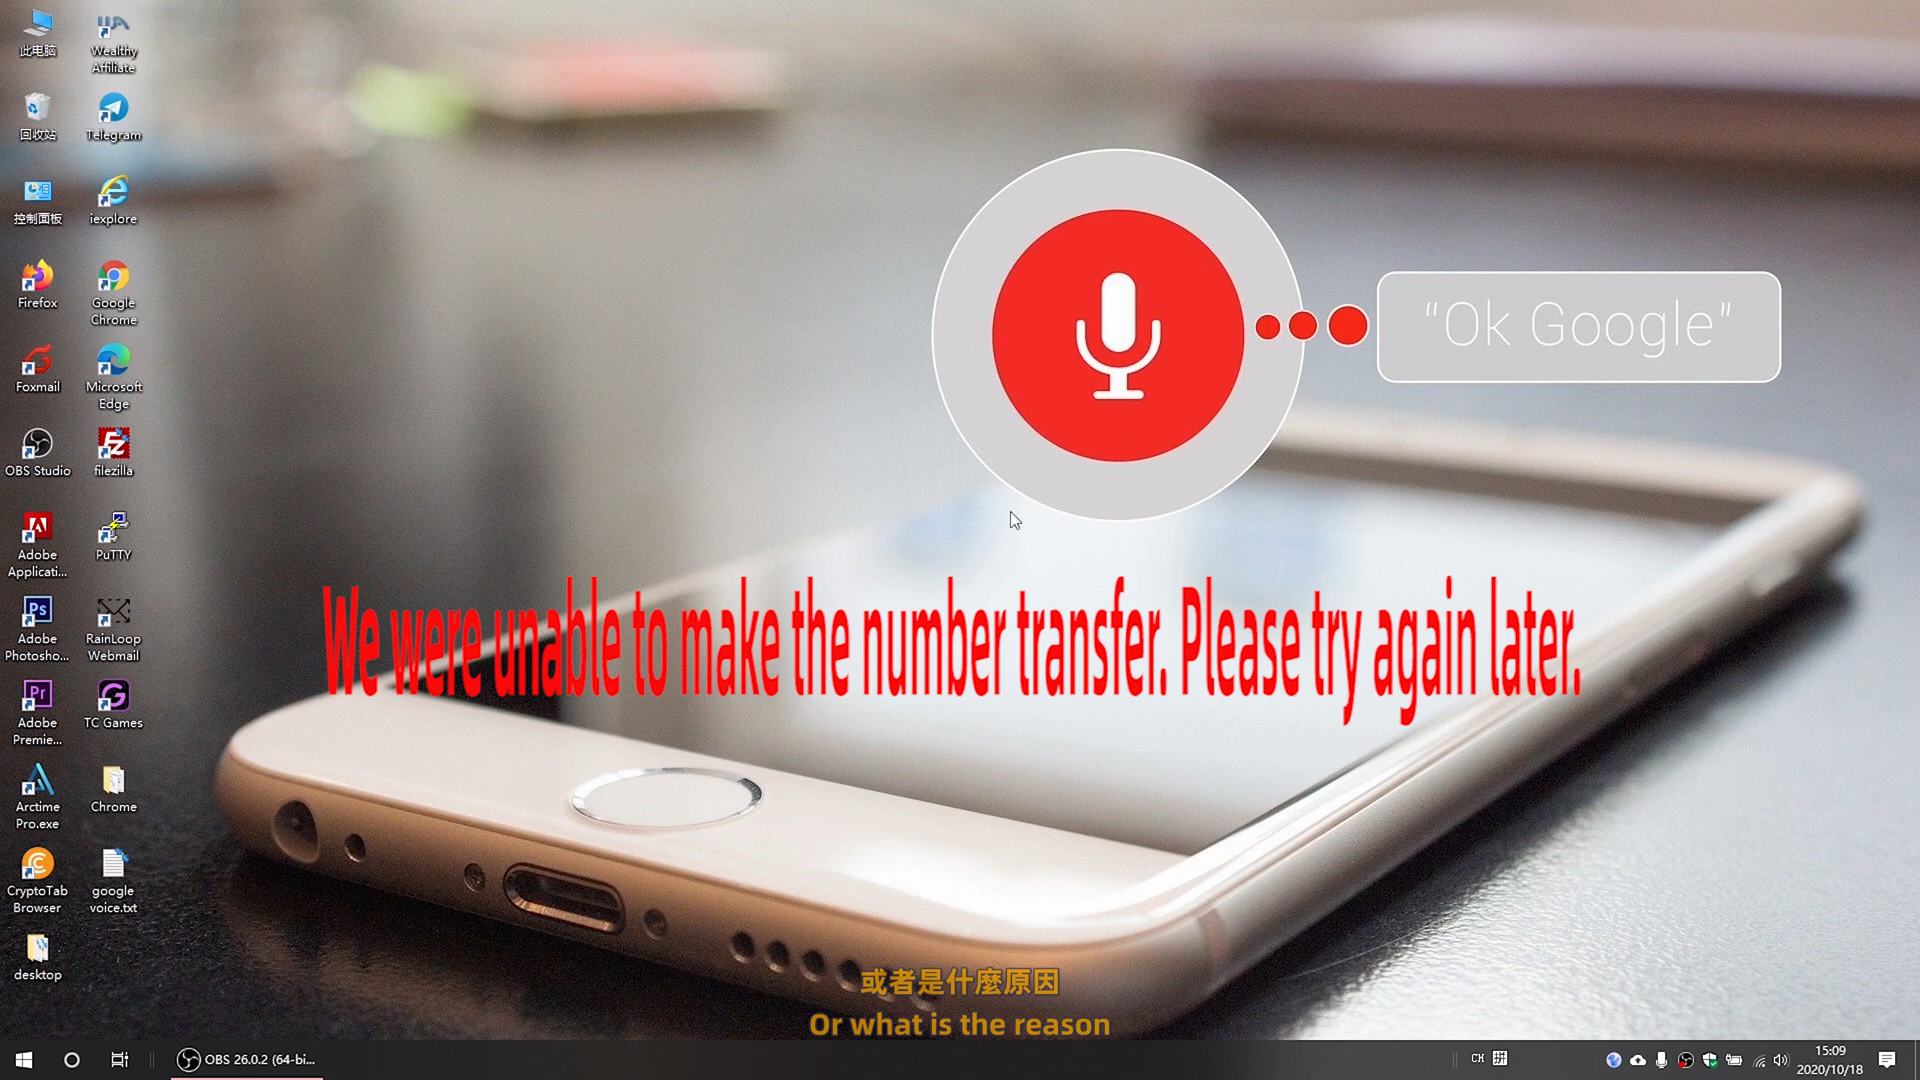 此电脑
Wealthy
Affiliate
回收站
Telegram
控制面板
iexplore
Firefox
Google
Chrome
Foxmail
Microsoft
Edge
OBS Studio
filezilla
Adobe
Applicati...
PuTTY
Adobe
Photosho...
RainLoop
Webmail
Adobe
Premie...
TC Games
Arctime
Pro.exe
Chrome
CryptoTab
Browser
google
voice.txt
desktop
“Ok Google”
We were unable to make the number transfer. Please try again later.
或者是什麼原因
Or what is the reason
OBS 26.0.2 (64-bi...
CH 拼
15:09
2020/10/18